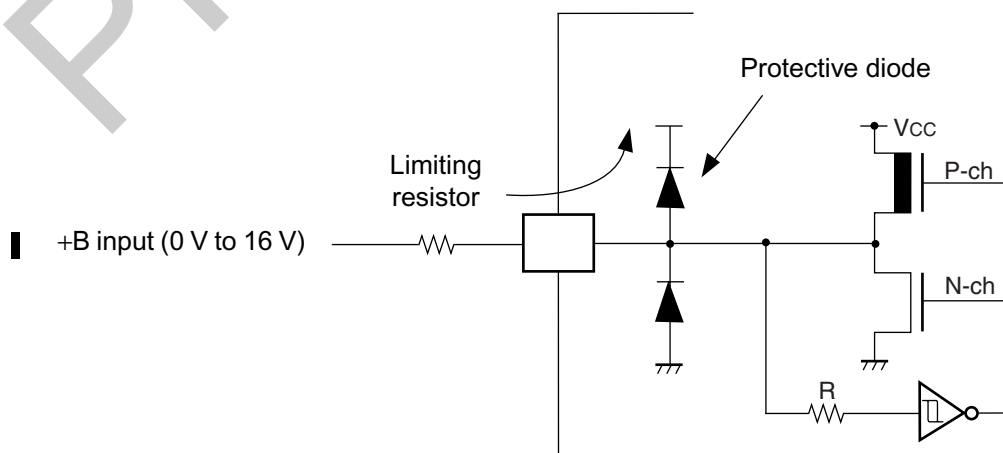 Protective diode
VCC
Limiting
resistor
P-ch
+B input (0 V to 16 V)
N-ch
R